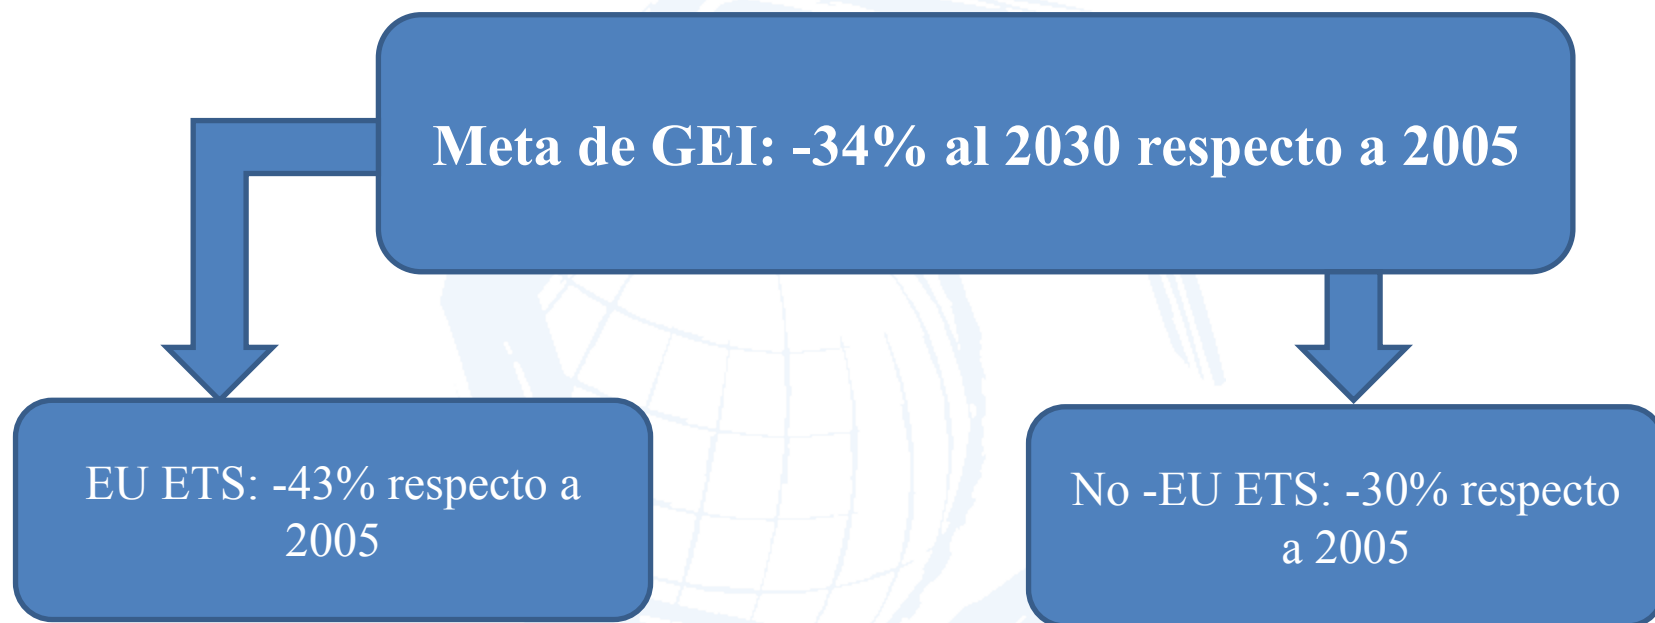 Meta de GEI: -34% al 2030 respecto a 2005
EU ETS: -43% respecto a
2005
No -EU ETS: -30% respecto
a 2005